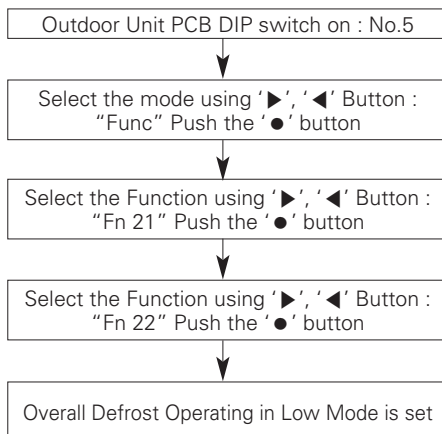 Outdoor Unit PCB DIP switch on : No.5
Select the mode using ‘▶’, ‘◀’ Button :
“Func” Push the ‘●’ button
Select the Function using ‘▶’, ‘◀’ Button :
“Fn 21” Push the ‘●’ button
Select the Function using ‘▶’, ‘◀’ Button :
“Fn 22” Push the ‘●’ button
Overall Defrost Operating in Low Mode is set